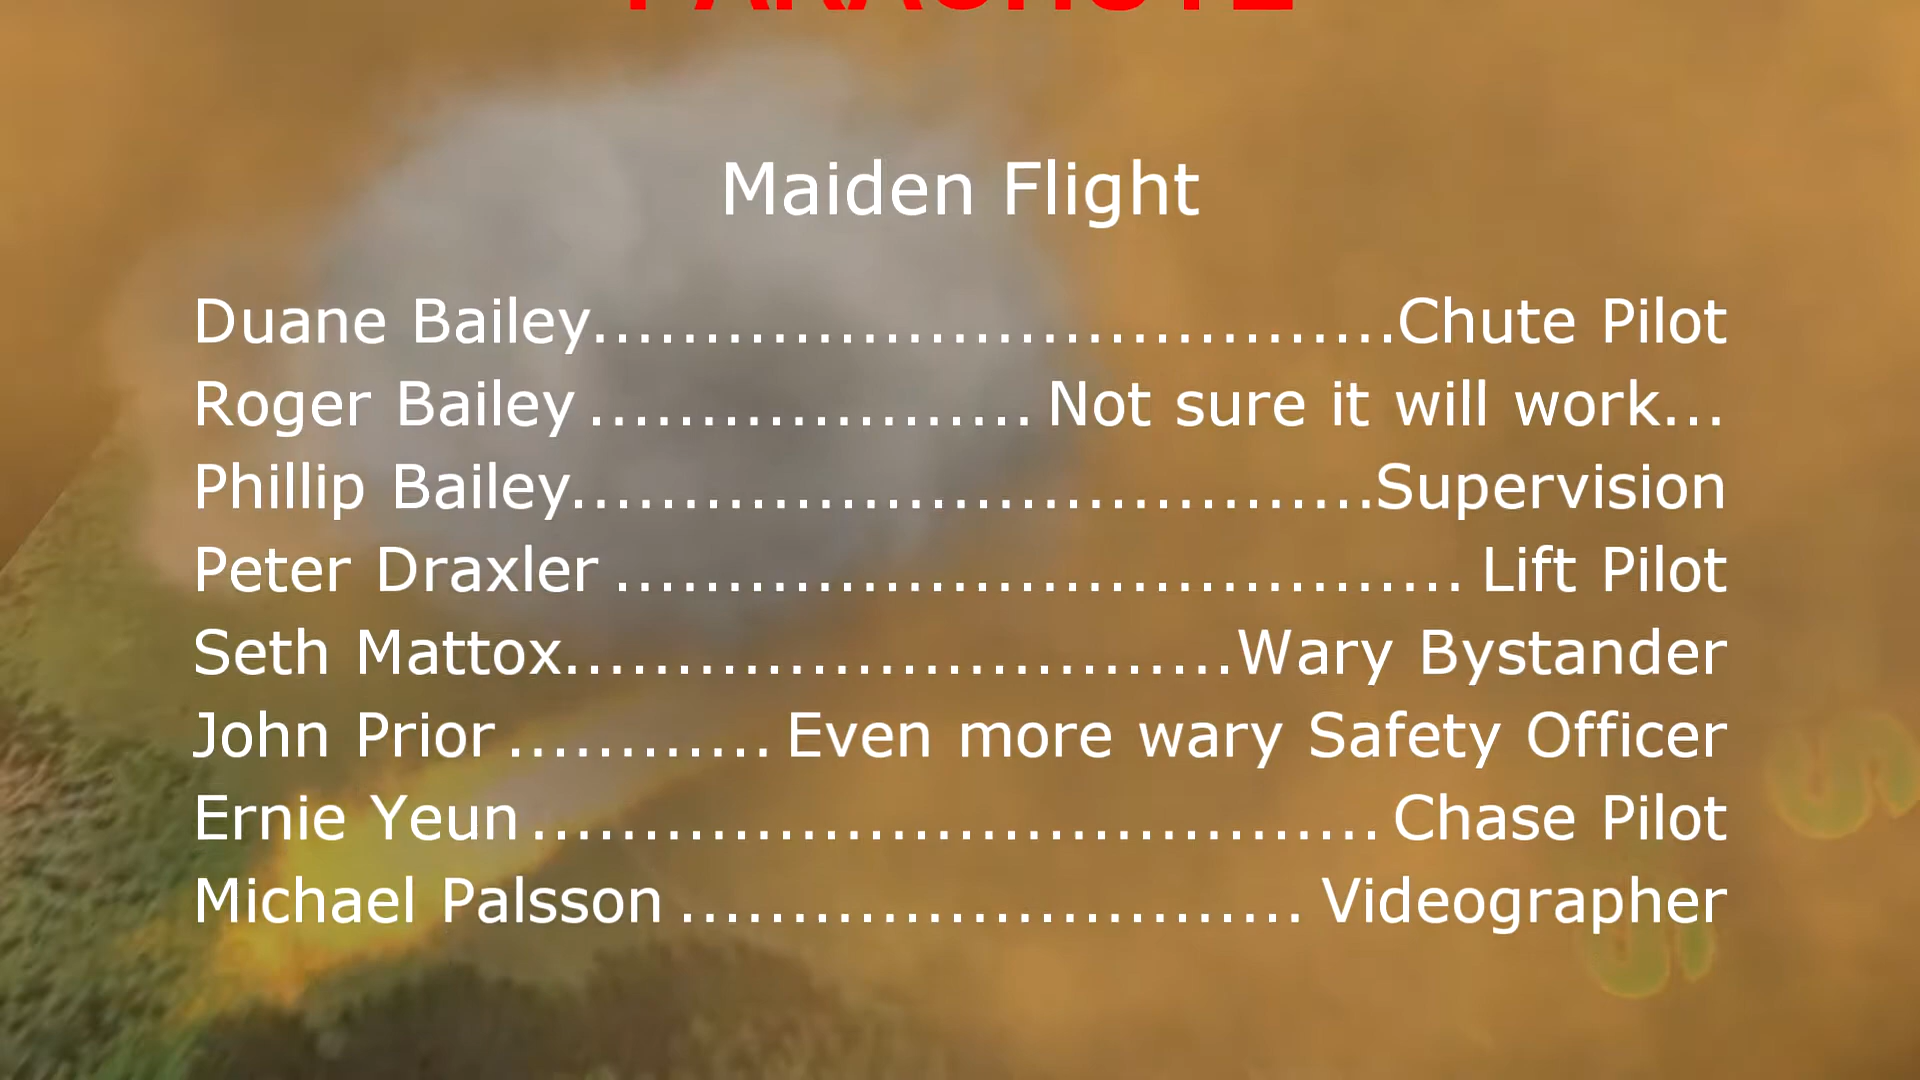 PARACHUTE
Maiden Flight
Duane Bailey....................................Chute Pilot
Roger Bailey.................... Not sure it will work...
Phillip Bailey....................................Supervision
Peter Draxler ...................................... Lift Pilot
Seth Mattox..............................Wary Bystander
John Prior ............ Even more wary Safety Officer
Ernie Yeun ...................................... Chase Pilot
Michael Palsson ............................ Videographer